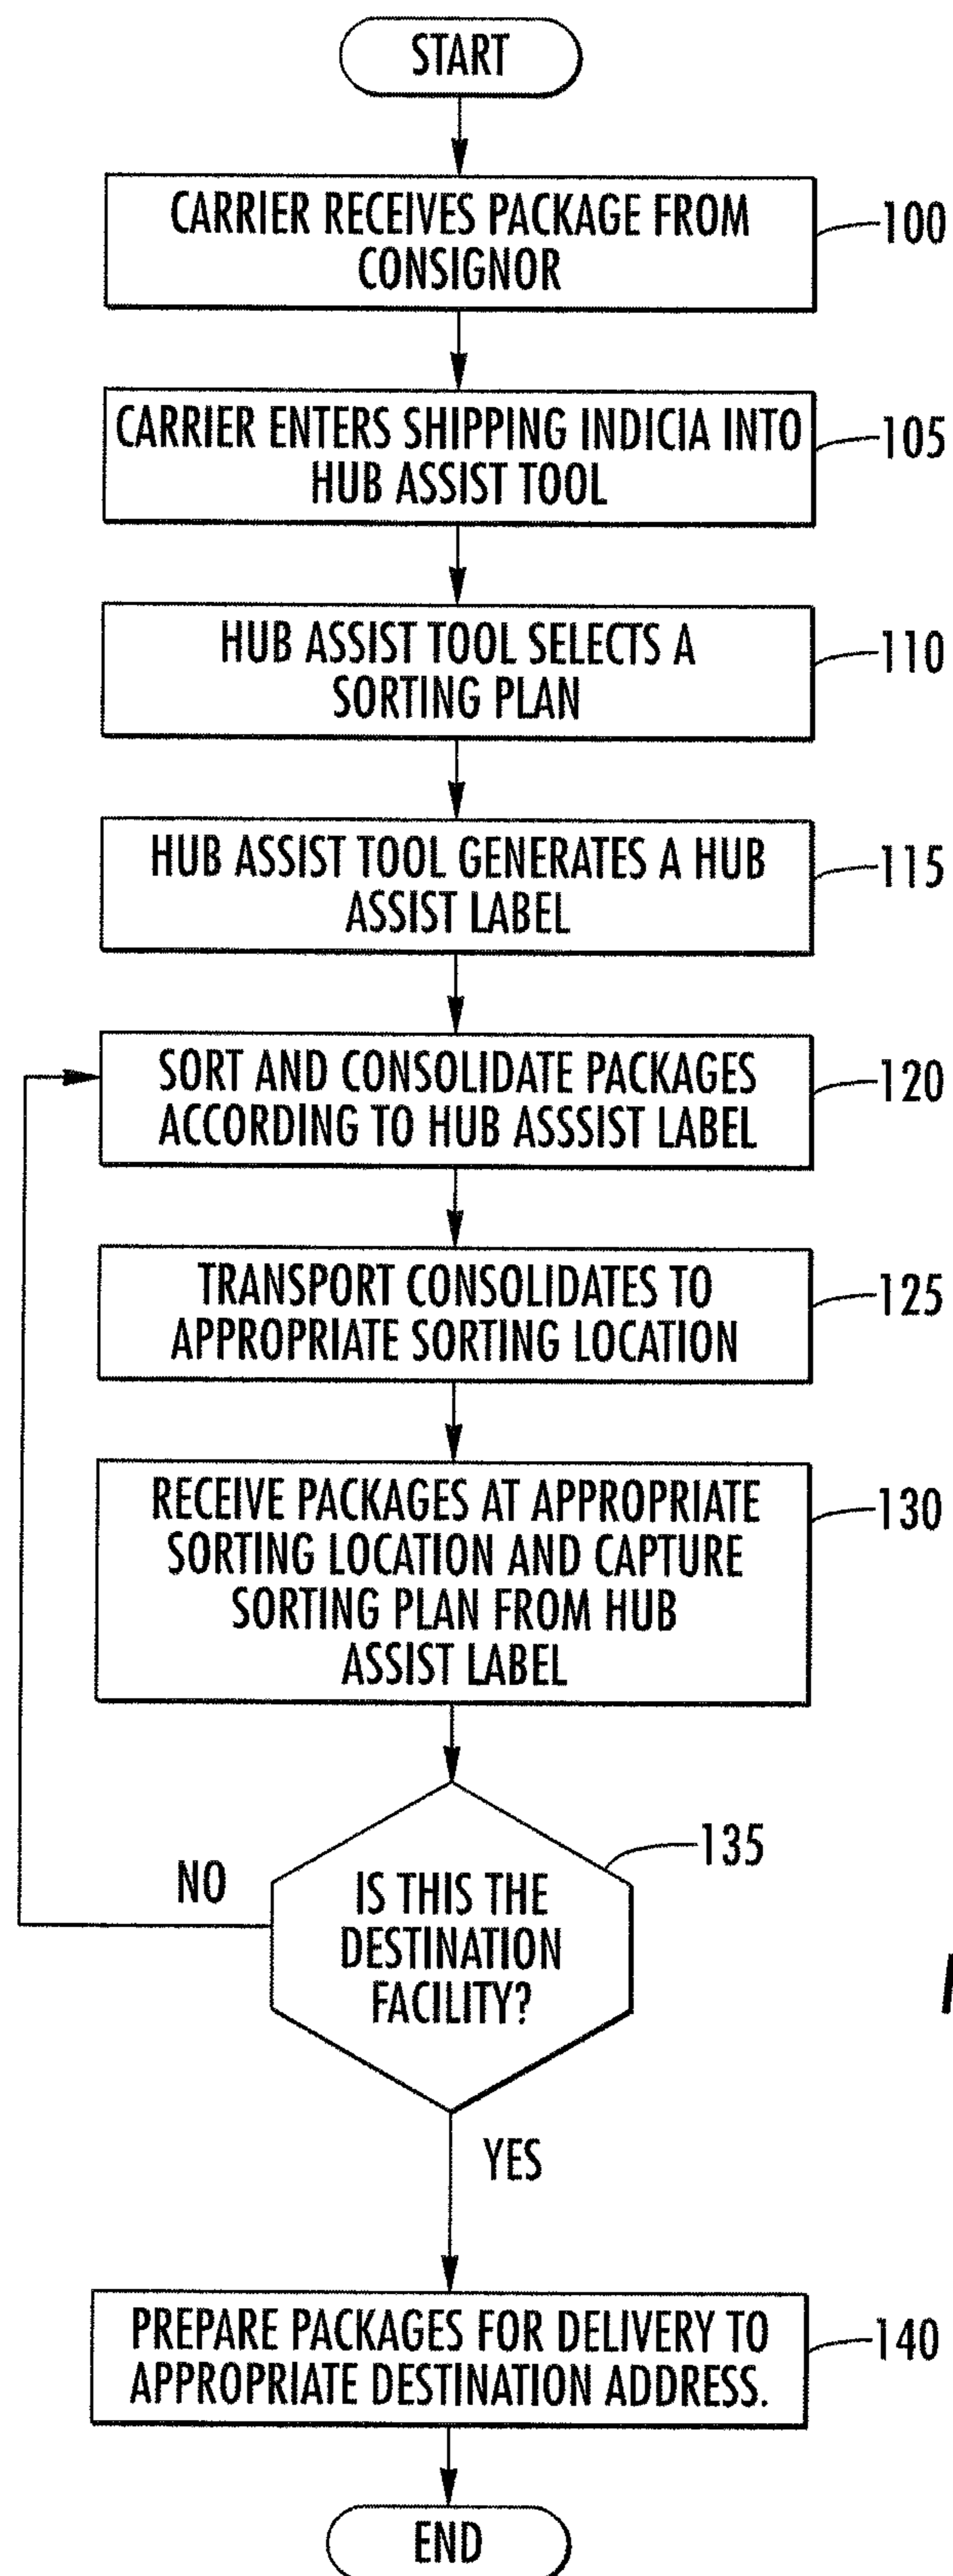 START
CARRIER RECEIVES PACKAGE FROM
CONSIGNOR
100
CARRIER ENTERS SHIPPING INDICIA INTO
HUB ASSIST TOOL
105
HUB ASSIST TOOL SELECTS A
SORTING PLAN
110
HUB ASSIST TOOL GENERATES A HUB
ASSIST LABEL
115
SORT AND CONSOLIDATE PACKAGES
ACCORDING TO HUB ASSSIST LABEL
120
TRANSPORT CONSOLIDATES TO
APPROPRIATE SORTING LOCATION
125
RECEIVE PACKAGES AT APPROPRIATE
SORTING LOCATION AND CAPTURE
SORTING PLAN FROM HUB
ASSIST LABEL
130
135
NO
IS THIS THE
DESTINATION
FACILITY?
YES
PREPARE PACKAGES FOR DELIVERY TO
APPROPRIATE DESTINATION ADDRESS.
140
END